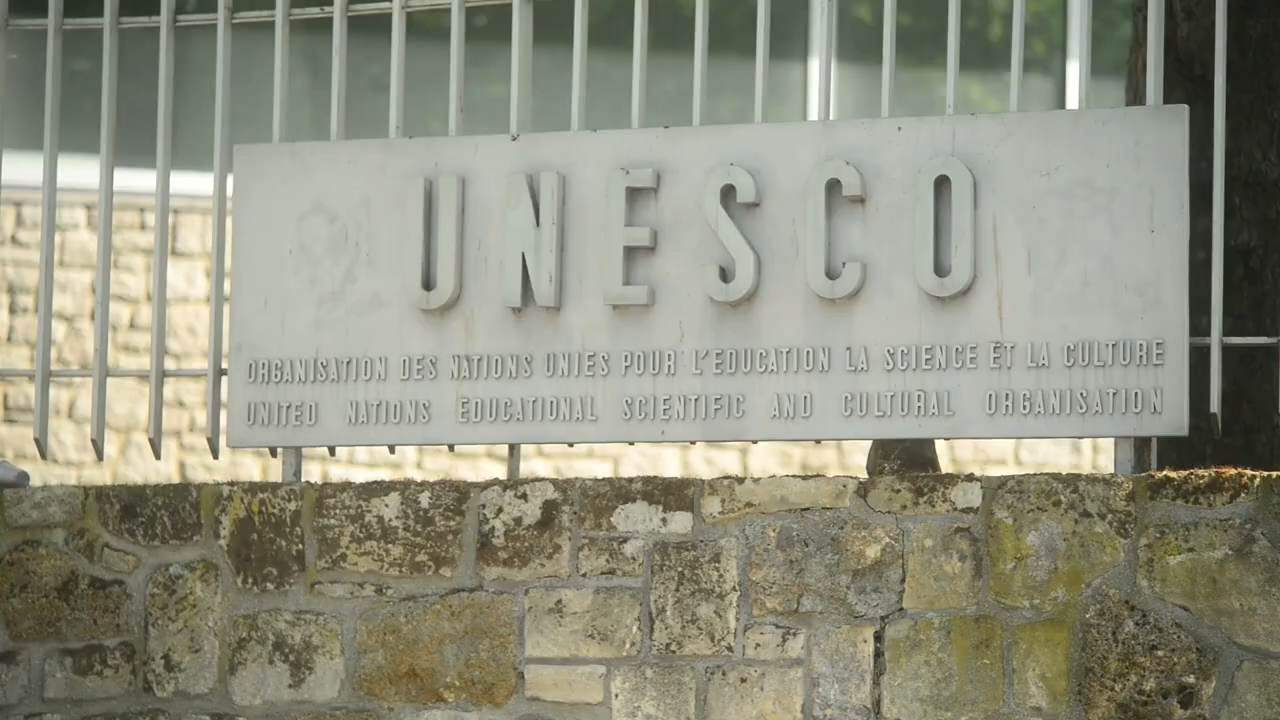 UNESCO
ORGANISATION DES NATIONS UNIES POUR L'EDUCATION LA SCIENCE ET LA CULTURE
UNITED NATIONS EDUCATIONAL SCIENTIFIC AND CULTURAL ORGANISATION